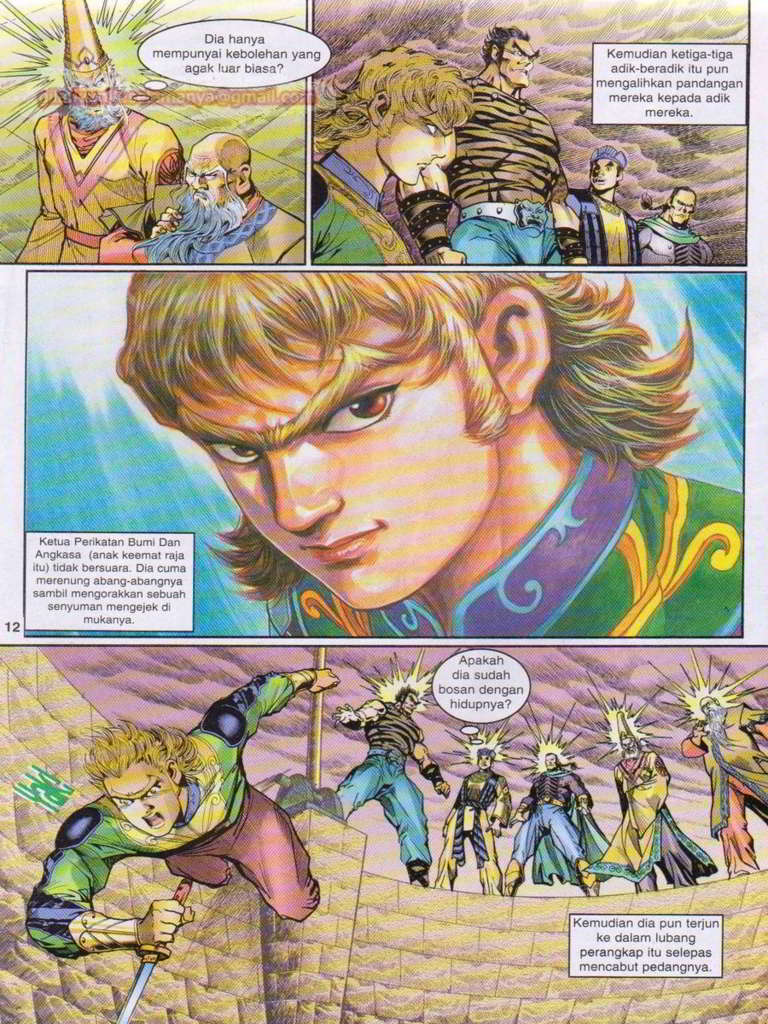 Dia hanya
mempunyai kebolehan yang
agak luar biasa?
Kemudian ketiga-tiga
adik-beradik itu pun
mengalihkan pandangan
mereka kepada adik
mereka.
Ketua Perikatan Bumi Dan
Angkasa (anak keemat raja
itu) tidak bersuara. Dia cuma
merenung abang-abangnya
sambil mengorakkan sebuah
senyuman mengejek di
mukanya.
12
Apakah
dia sudah
bosan dengan
hidupnya?
Kemudian dia pun terjun
ke dalam lubang
perangkap itu selepas
mencabut pedangnya.